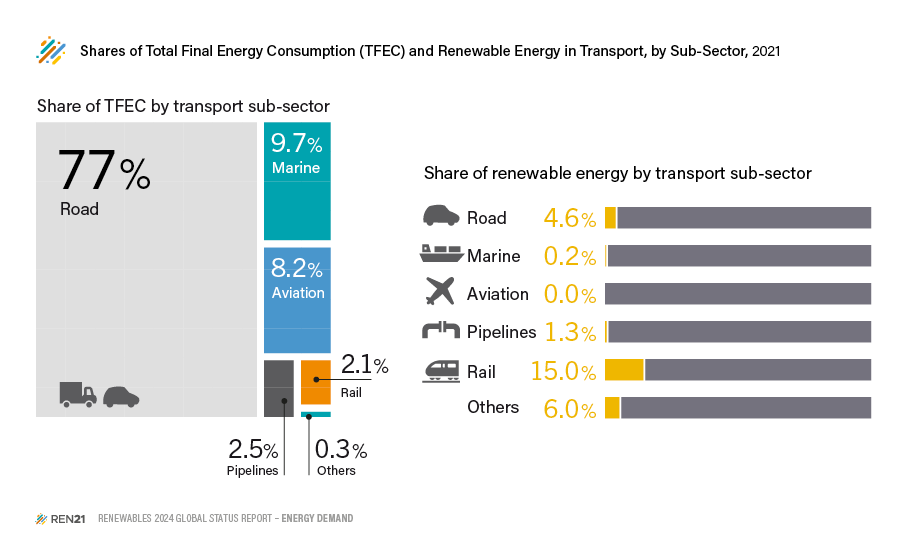 Shares of Total Final Energy Consumption (TFEC) and Renewable Energy in Transport, by Sub-Sector, 2021
Share of TFEC by transport sub-sector
77%
Road
9.7%
Marine
8.2%
Aviation
2.1%
Rail
2.5%
Pipelines
0.3%
Others
Share of renewable energy by transport sub-sector
Road 4.6%
Marine 0.2%
Aviation 0.0%
Pipelines 1.3%
Rail 15.0%
Others 6.0%
REN21 RENEWABLES 2024 GLOBAL STATUS REPORT – ENERGY DEMAND